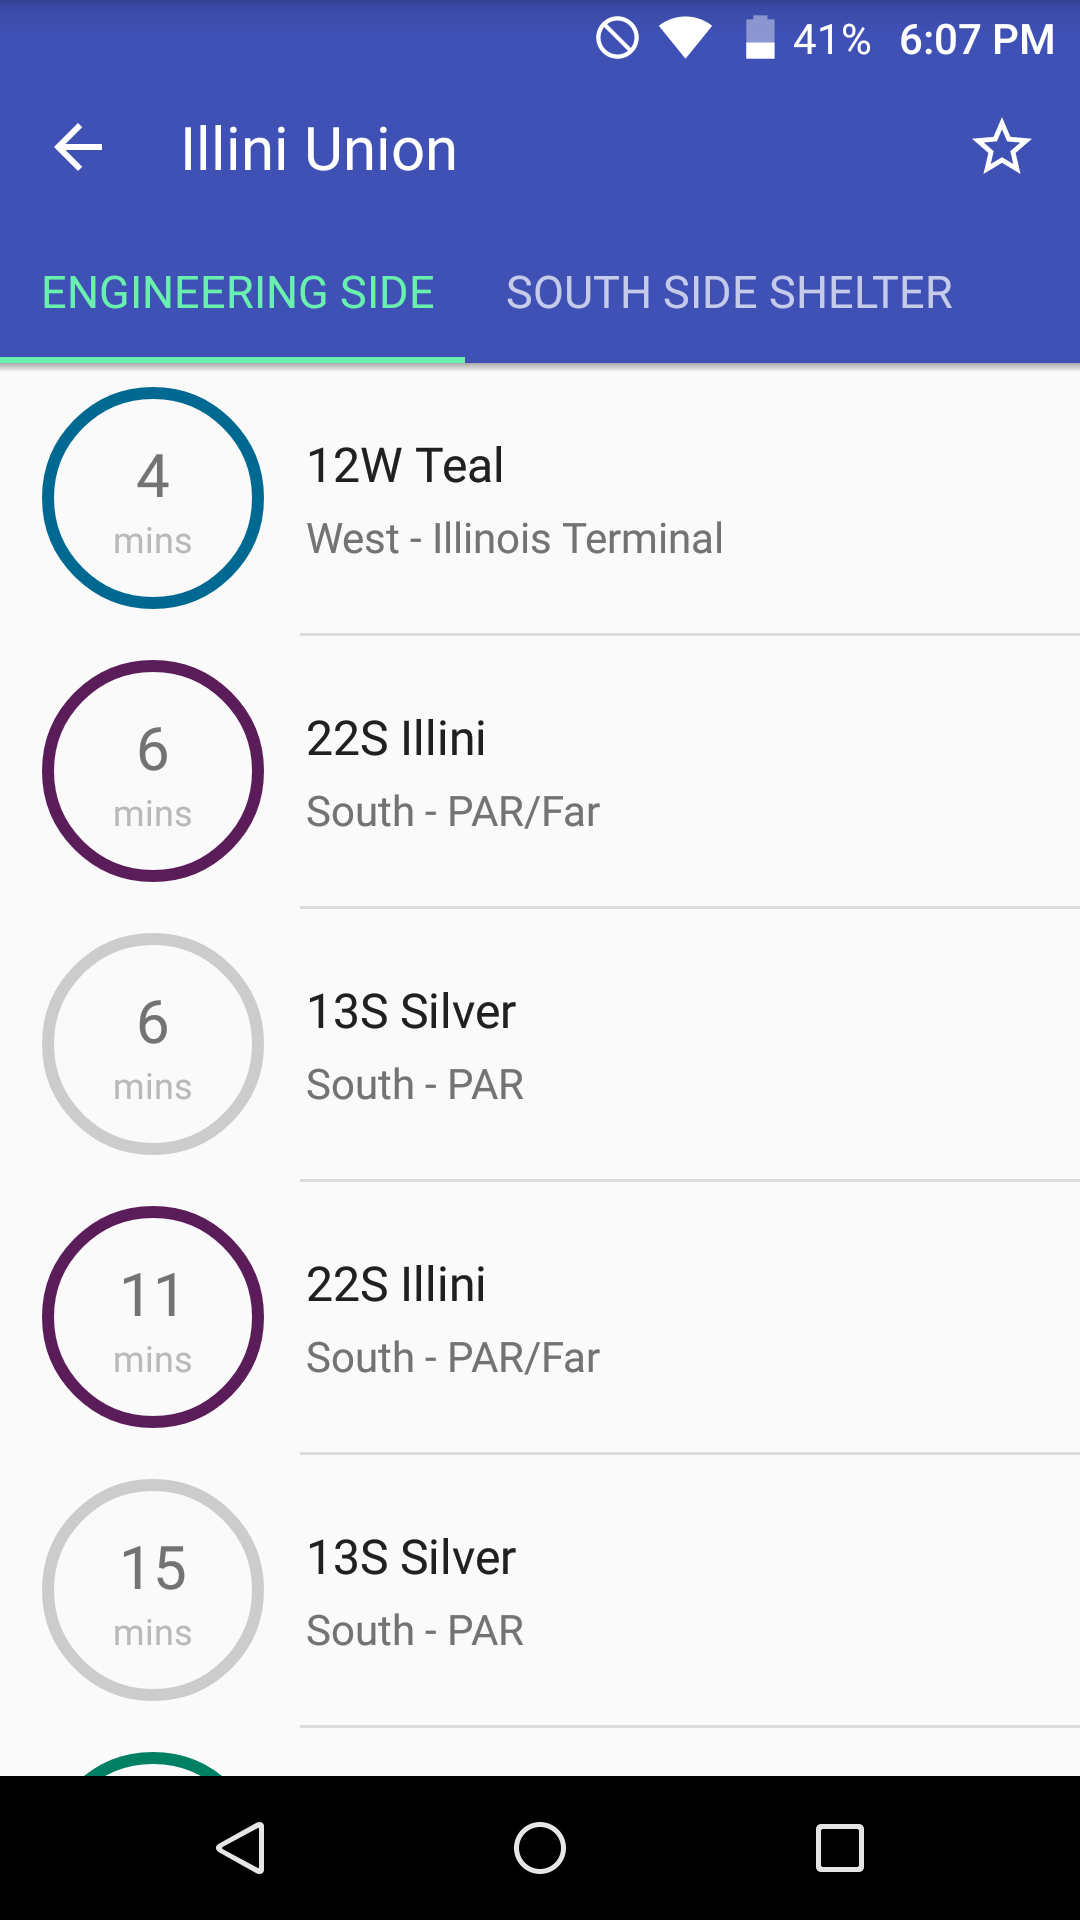 41% 6:07 PM
Illini Union
ENGINEERING SIDE SOUTH SIDE SHELTER
4
mins
12W Teal
West - Illinois Terminal
6
mins
22S Illini
South - PAR/Far
6
mins
13S Silver
South - PAR
11
mins
22S Illini
South - PAR/Far
15
mins
13S Silver
South - PAR